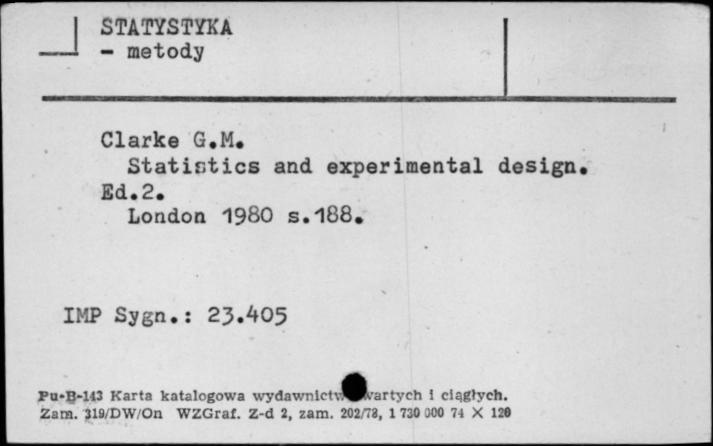 STATYSTYKA
- metody
Clarke G.M.
Statistics and experimental design.
Ed.2.
London 1980 s.188.
IMP Sygn.: 23.405
Pu-B-143 Karta katalogowa wydawnictw zwartych i ciągłych.
Zam. 319/DW/On WZGraf. Z-d 2, zam. 202/78, 1 730 000 74 X 120